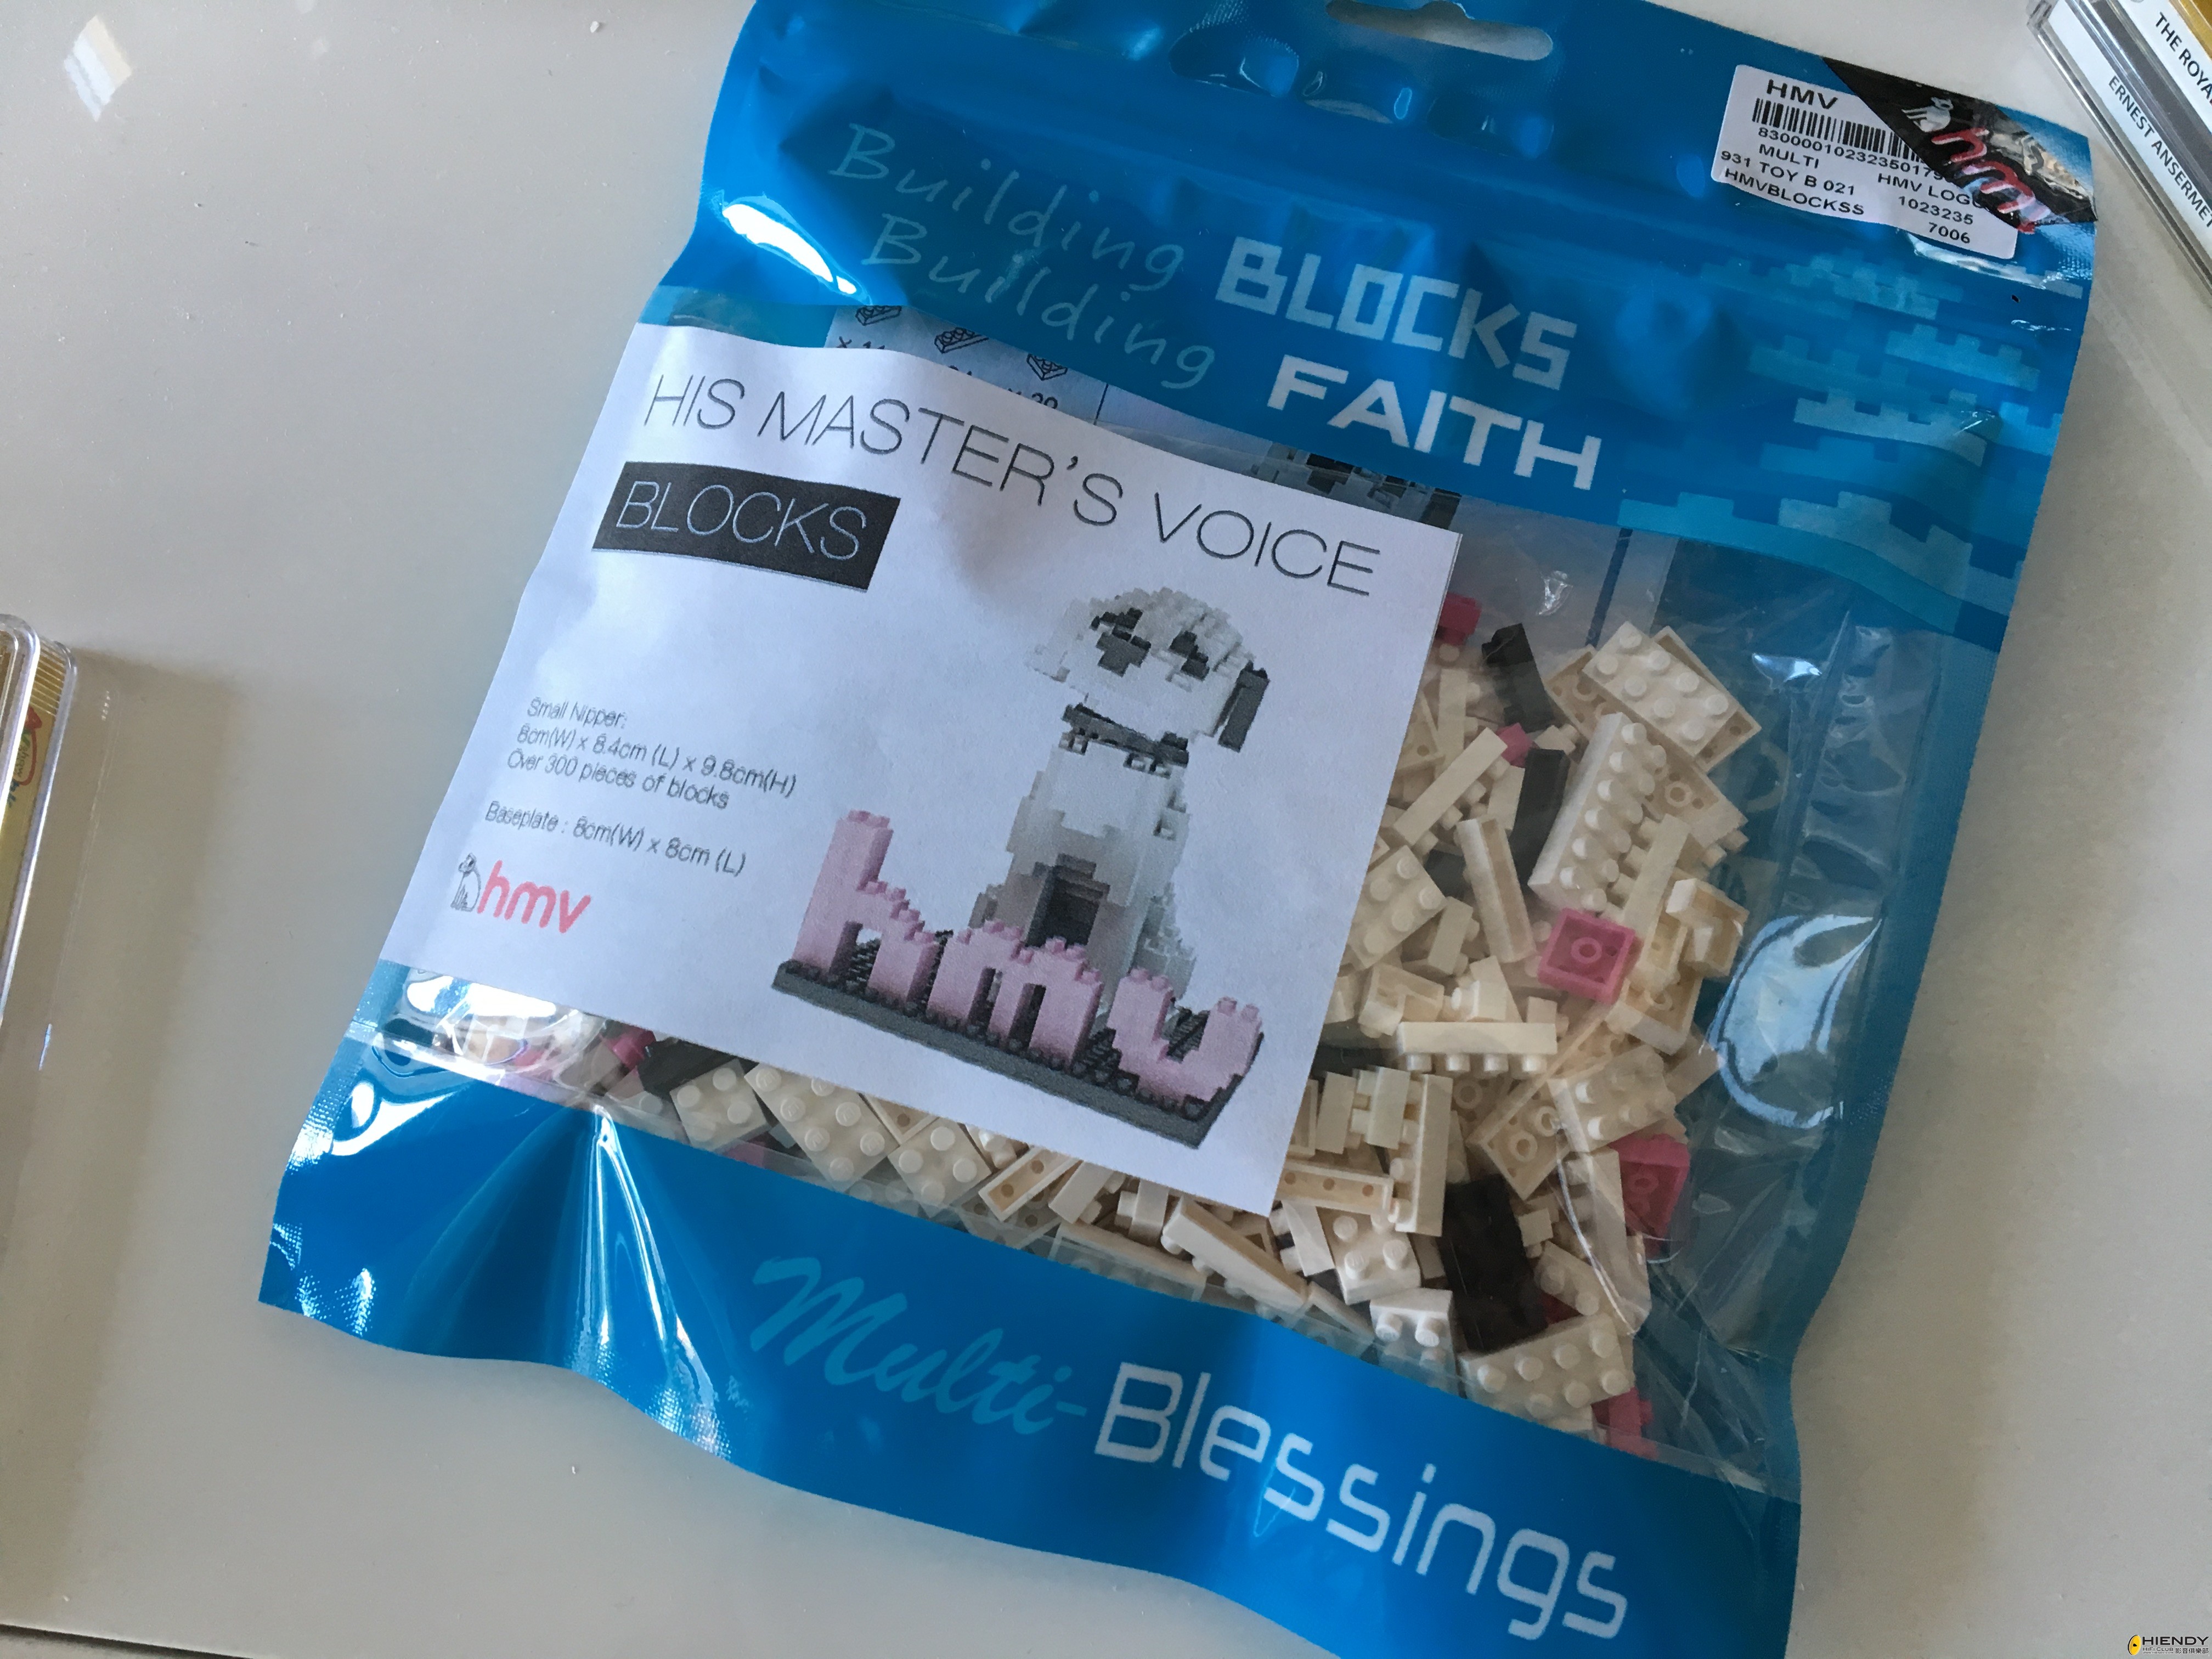 HMV
MULTI
HMV LOGO
931 TOY B 021
1023235
HMVBLOCKSS
7006
hmv
THE ROYA
ERNEST ANSERMET
Building BLOCKS
Building FAITH
HIS MASTER'S VOICE
BLOCKS
Small Nipper:
8cm(W) x 8.4cm (L) x 9.8cm(H)
Over 300 pieces of blocks
Baseplate : 8cm(W) x 8cm (L)
hmv
hmv
Multi-Blessings
HIENDY